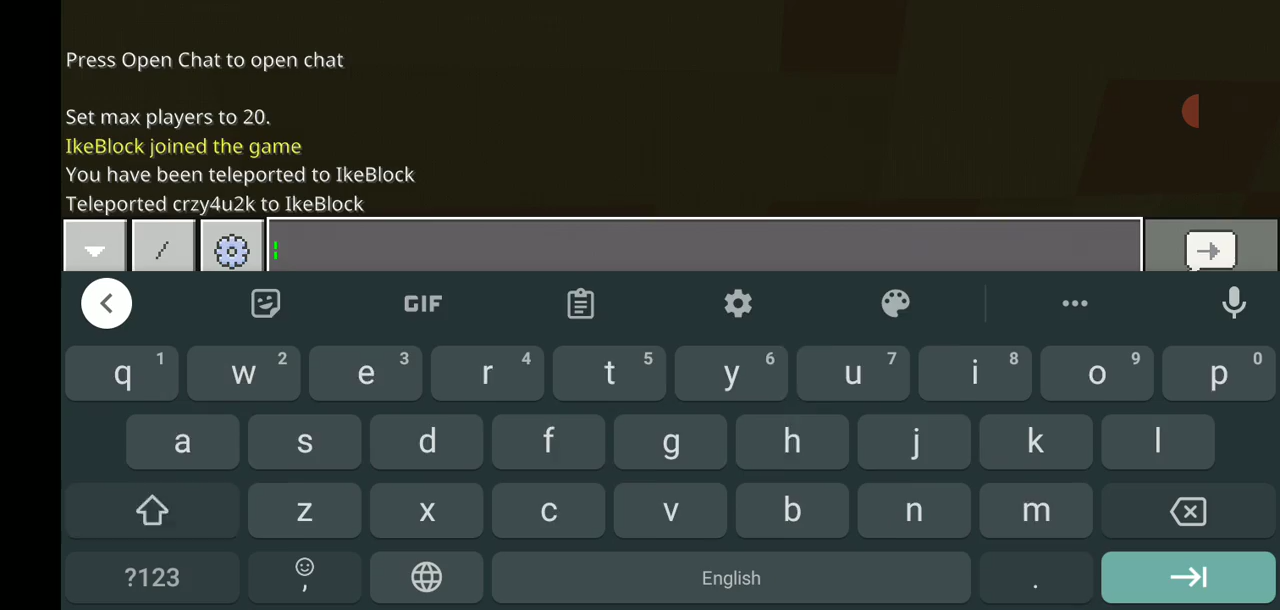 Press Open Chat to open chat
Set max players to 20.
IkeBlock joined the game
You have been teleported to IkeBlock
Teleported crzy4u2k to IkeBlock
/
GIF
q 1 w 2 e 3 r 4 t 5 y 6 u 7 i 8 o 9 p 0
a s d f g h j k l
z x c v b n m
?123 , English .